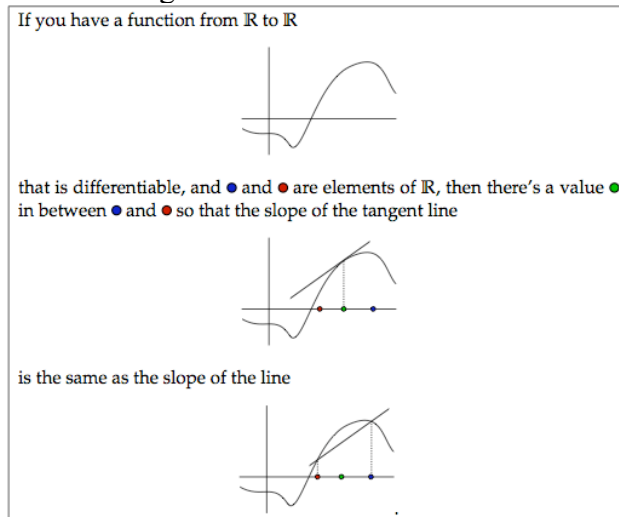 If you have a function from ℝ to ℝ
that is differentiable, and ● and ● are elements of ℝ, then there's a value ●
in between ● and ● so that the slope of the tangent line
is the same as the slope of the line
.